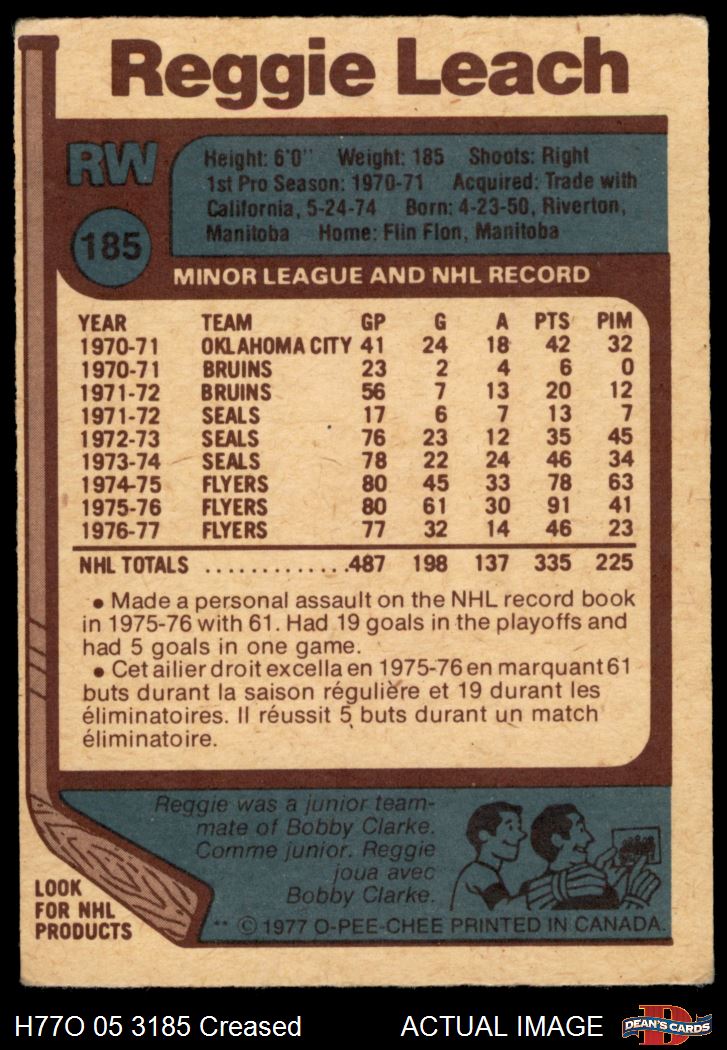 Reggie Leach
RW
185
Height: 6'0" Weight: 185 Shoots: Right
1st Pro Season: 1970-71 Acquired: Trade with
California, 5-24-74 Born: 4-23-50, Riverton,
Manitoba Home: Flin Flon, Manitoba
MINOR LEAGUE AND NHL RECORD
YEAR TEAM GP G A PTS PIM
1970-71 OKLAHOMA CITY 41 24 18 42 32
1970-71 BRUINS 23 2 4 6 0
1971-72 BRUINS 56 7 13 20 12
1971-72 SEALS 17 6 7 13 7
1972-73 SEALS 76 23 12 35 45
1973-74 SEALS 78 22 24 46 34
1974-75 FLYERS 80 45 33 78 63
1975-76 FLYERS 80 61 30 91 41
1976-77 FLYERS 77 32 14 46 23
NHL TOTALS .............487 198 137 335 225
• Made a personal assault on the NHL record book
in 1975-76 with 61. Had 19 goals in the playoffs and
had 5 goals in one game.
• Cet ailier droit excella en 1975-76 en marquant 61
buts durant la saison régulière et 19 durant les
éliminatoires. Il réussit 5 buts durant un match
éliminatoire.
Reggie was a junior team-
mate of Bobby Clarke.
Comme junior. Reggie
joua avec
Bobby Clarke.
LOOK
FOR NHL
PRODUCTS
** © 1977 O-PEE-CHEE PRINTED IN CANADA.
H77O 05 3185 Creased ACTUAL IMAGE
D
DEAN'S CARDS